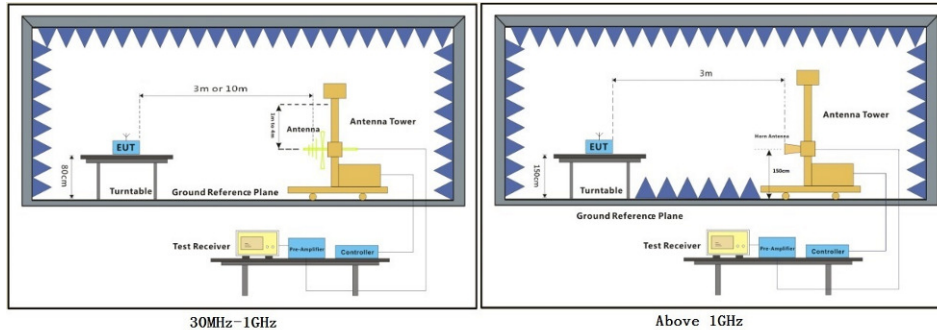 3m or 10m
1m to 4m
Antenna
Antenna Tower
EUT
80cm
Turntable
Ground Reference Plane
Test Receiver
Pre-Amplifier
Controller
30MHz-1GHz
3m
Antenna Tower
Horn Antenna
EUT
150cm
150cm
Turntable
Ground Reference Plane
Test Receiver
Pre-Amplifier
Controller
Above 1GHz